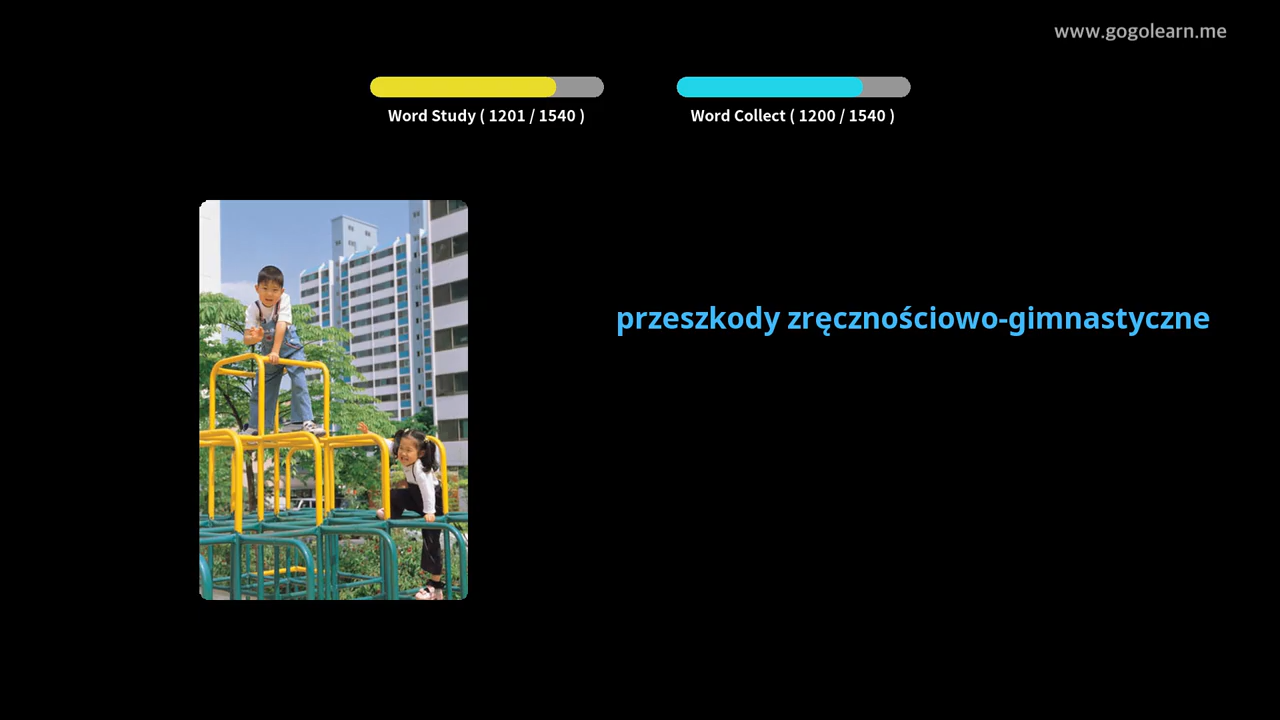 www.gogolearn.me
Word Study ( 1201 / 1540 )
Word Collect ( 1200 / 1540 )
przeszkody zręcznościowo-gimnastyczne